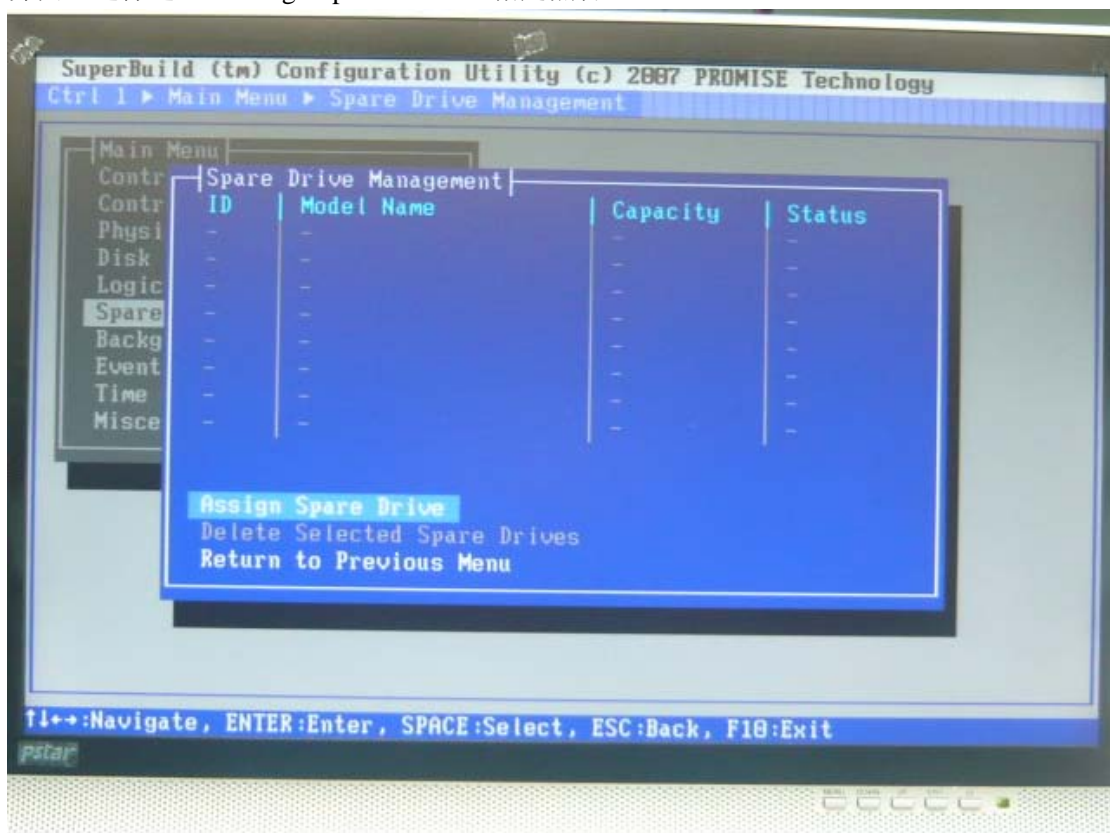 SuperBuild (tm) Configuration Utility (c) 2007 PROMISE Technology
Ctrl 1 ► Main Menu ► Spare Drive Management
Main Menu
Contr
Contr
Physi
Disk
Logic
Spare
Backg
Event
Time
Misce
Spare Drive Management
ID | Model Name | Capacity | Status
- - - -
- - - -
- - - -
- - - -
- - - -
- - - -
- - - -
- - - -
Assign Spare Drive
Delete Selected Spare Drives
Return to Previous Menu
↑↓←→:Navigate, ENTER:Enter, SPACE:Select, ESC:Back, F10:Exit
pstar